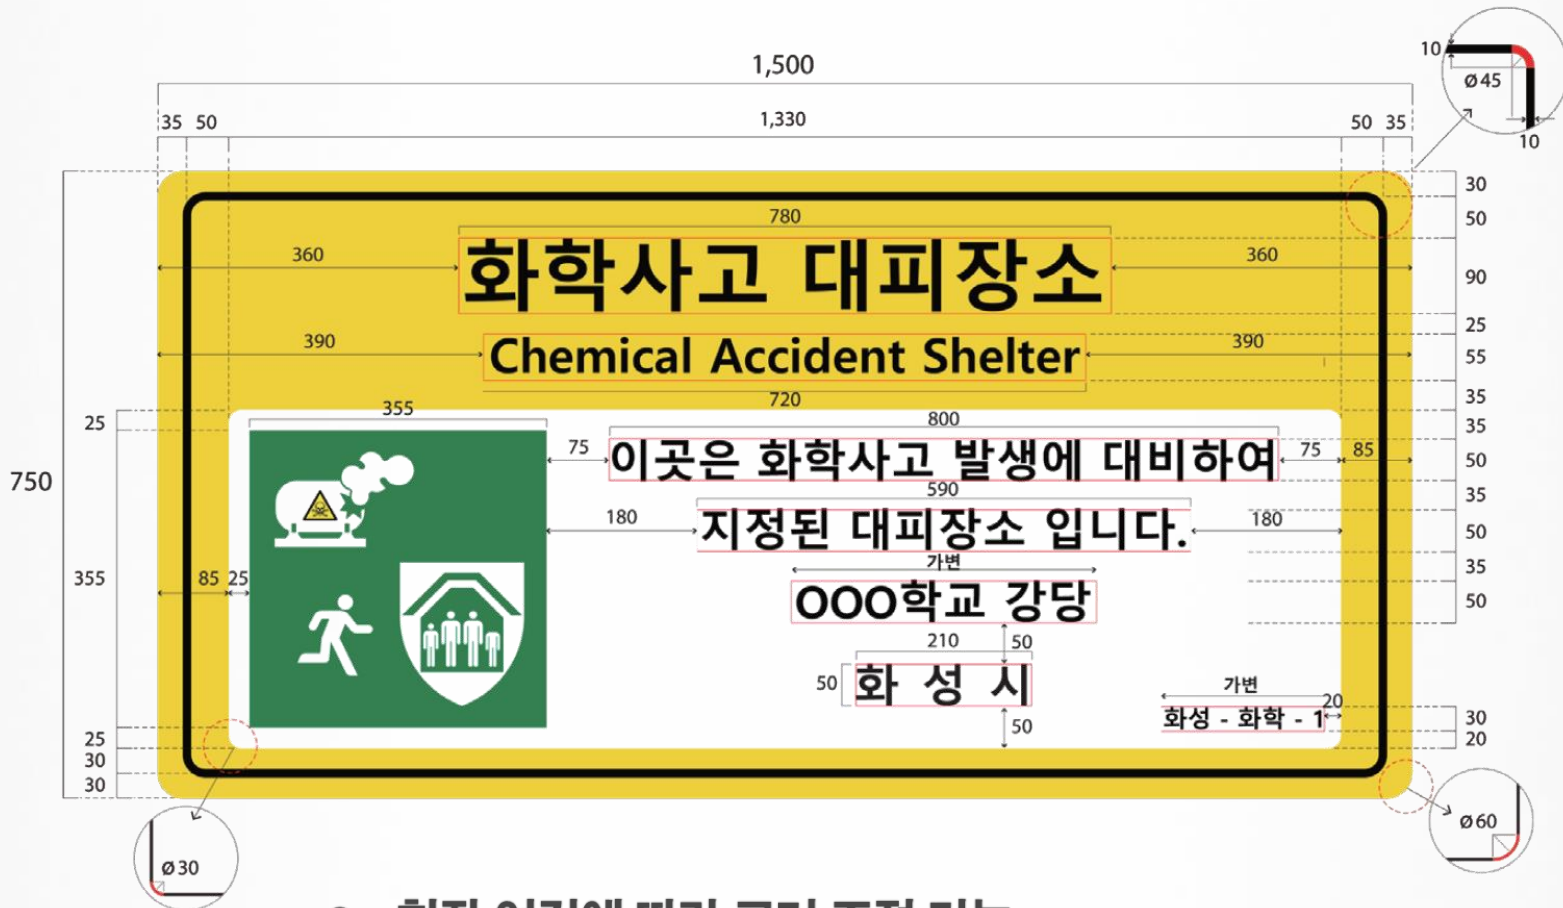 1,500
10
Ø45
10
35 50 1,330 50 35
30
50
780
360 화학사고 대피장소 360
90
25
390 Chemical Accident Shelter 390
55
35
720
355
25
800
35
75 이곳은 화학사고 발생에 대비하여 75 85
50
750
590
35
180 지정된 대피장소 입니다. 180
50
가변
35
355 85 25
OOO학교 강당
50
210 50
50 화 성 시
가변
20
50
화성 - 화학 - 1
30
20
25
30
30
Ø30
Ø60